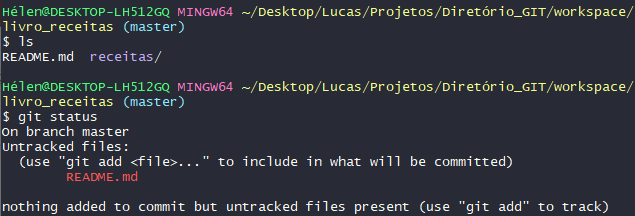 Hélen@DESKTOP-LH512GQ MINGW64 ~/Desktop/Lucas/Projetos/Diretório_GIT/workspace/
livro_receitas (master)
$ ls
README.md  receitas/
Hélen@DESKTOP-LH512GQ MINGW64 ~/Desktop/Lucas/Projetos/Diretório_GIT/workspace/
livro_receitas (master)
$ git status
On branch master
Untracked files:
  (use "git add <file>..." to include in what will be committed)
        README.md
nothing added to commit but untracked files present (use "git add" to track)